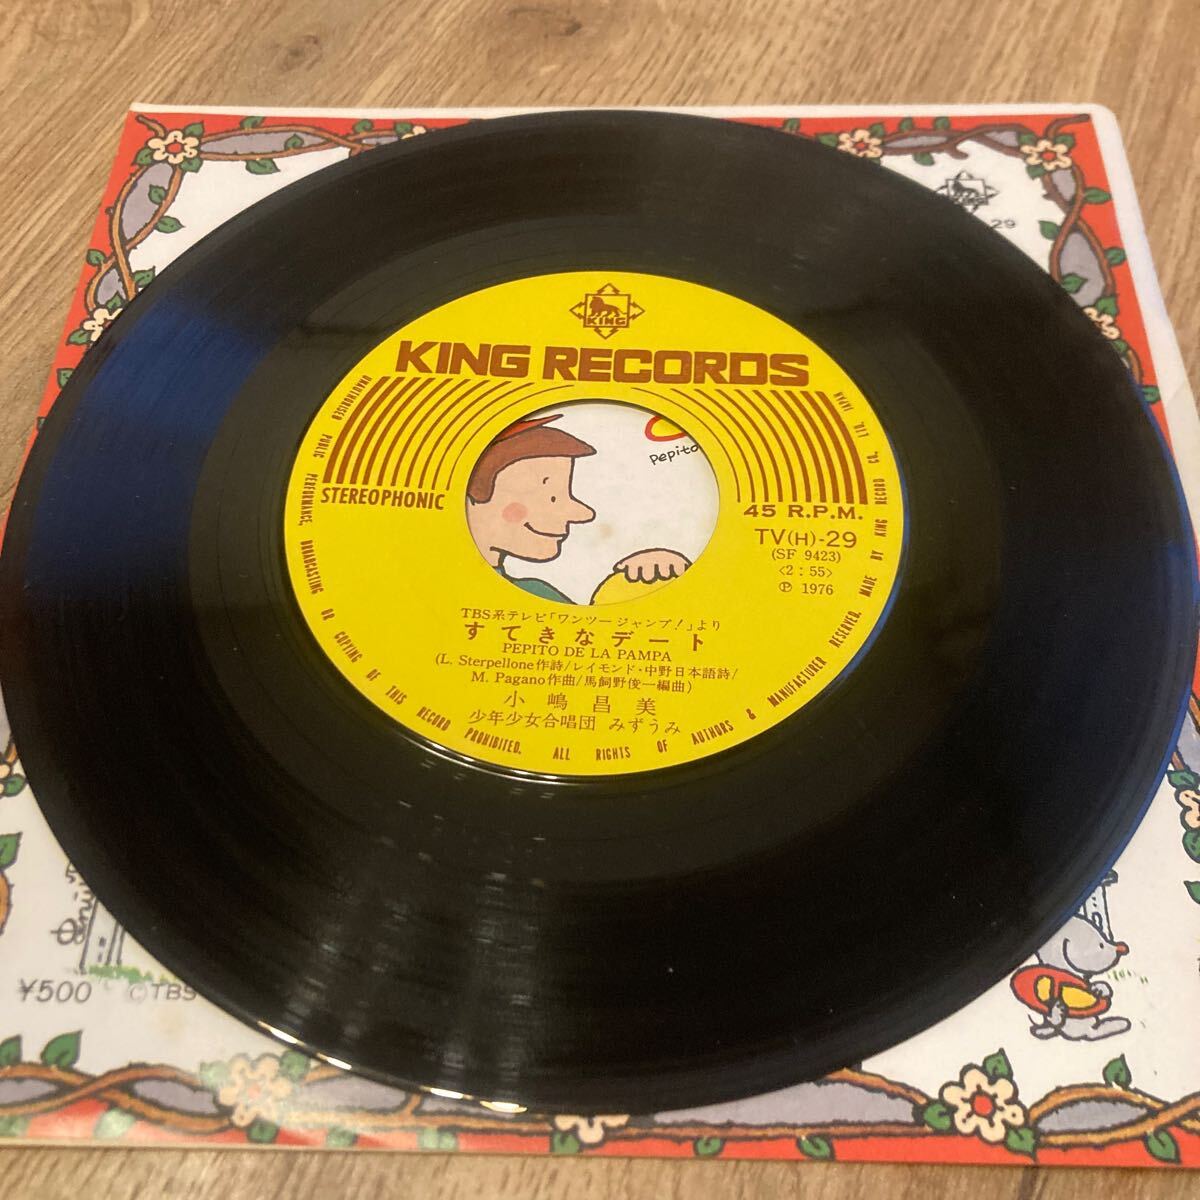 KING
KING RECORDS
STEREOPHONIC
45 R.P.M.
TV(H)-29
(SF 9423)
<2:55>
Ⓟ 1976
TBS系テレビ「ワンツージャンプ!」より
すてきなデート
PEPITO DE LA PAMPA
(L. Sterpellone作詩/レイモンド・中野日本語詩/
M. Pagano作曲/馬飼野俊一編曲)
小嶋昌美
少年少女合唱団 みずうみ
UNAUTHORISED PUBLIC PERFORMANCE, BROADCASTING OR COPYING OF THIS RECORD PROHIBITED. ALL RIGHTS OF AUTHORS & MANUFACTURER RESERVED. MADE BY KING RECORD CO., LTD. JAPAN
Pepito
29
¥500 ©TBS